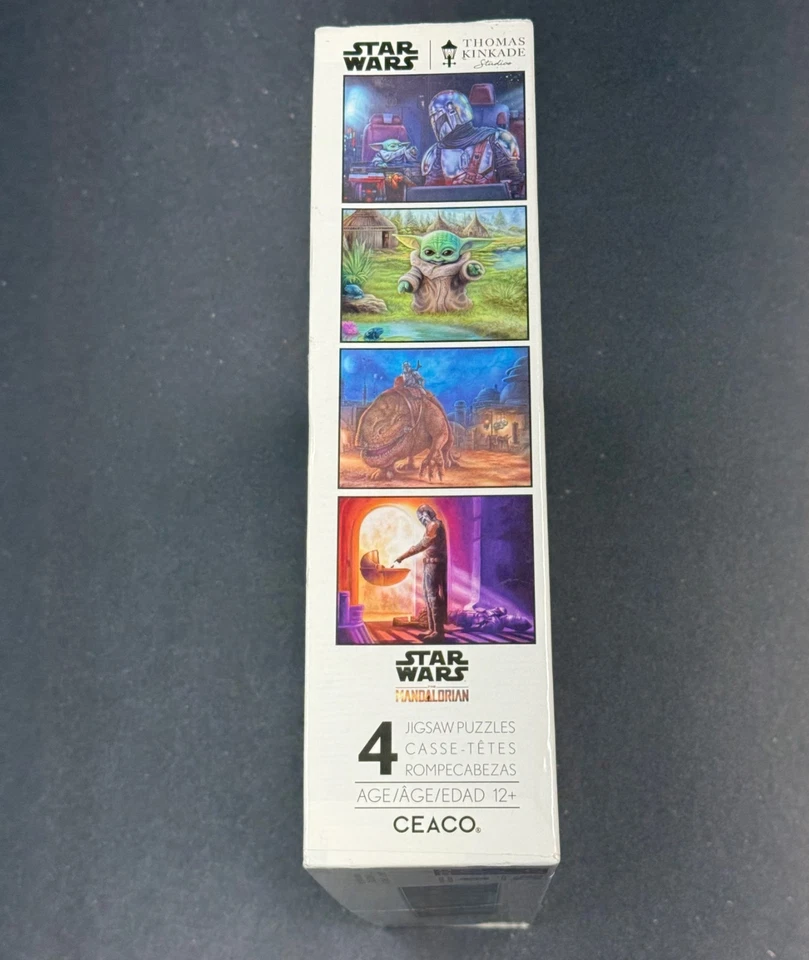 STAR WARS
THOMAS KINKADE
Studios
STAR WARS
THE
MANDALORIAN
4
JIGSAW PUZZLES
CASSE-TÊTES
ROMPECABEZAS
AGE/ÂGE/EDAD 12+
CEACO®